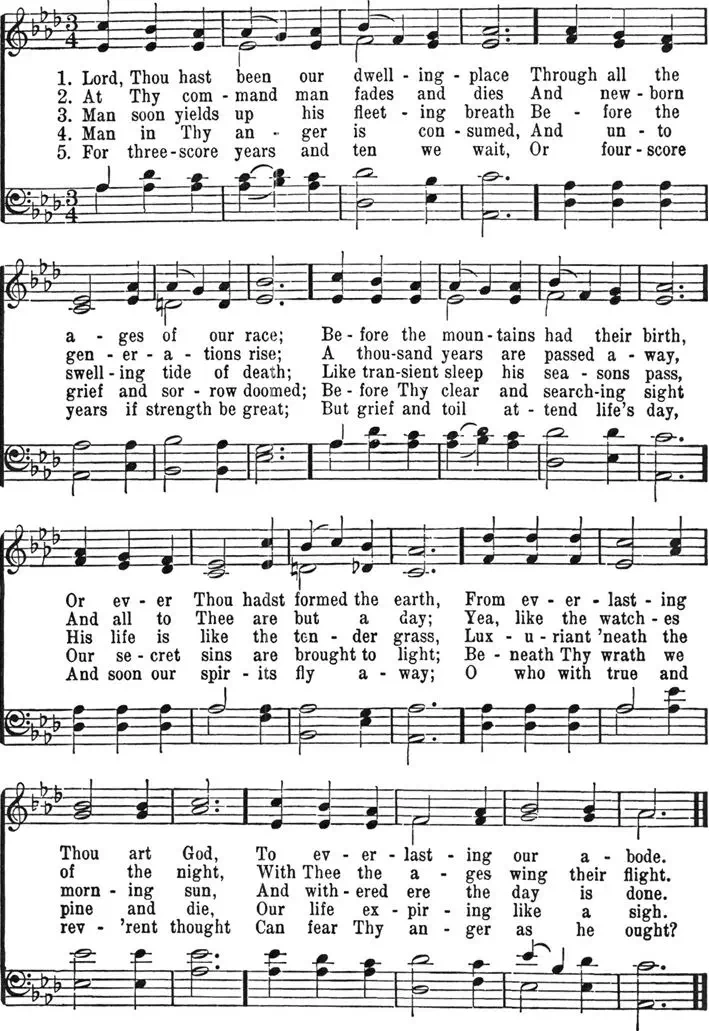 1. Lord, Thou hast been our dwell - ing - place Through all the
2. At Thy com - mand man fades and dies And new - born
3. Man soon yields up his fleet - ing breath Be - fore the
4. Man in Thy an - ger is con - sumed, And un - to
5. For three - score years and ten we wait, Or four - score
a - ges of our race; Be - fore the moun - tains had their birth,
gen - er - a - tions rise; A thou - sand years are passed a - way,
swell - ing tide of death; Like tran - sient sleep his sea - sons pass,
grief and sor - row doomed; Be - fore Thy clear and search - ing sight
years if strength be great; But grief and toil at - tend life's day,
Or ev - er Thou hadst formed the earth, From ev - er - last - ing
And all to Thee are but a day; Yea, like the watch - es
His life is like the ten - der grass, Lux - u - riant 'neath the
Our se - cret sins are brought to light; Be - neath Thy wrath we
And soon our spir - its fly a - way; O who with true and
Thou art God, To ev - er - last - ing our a - bode.
of the night, With Thee the a - ges wing their flight.
morn - ing sun, And with - ered ere the day is done.
pine and die, Our life ex - pir - ing like a sigh.
rev - 'rent thought Can fear Thy an - ger as he ought?